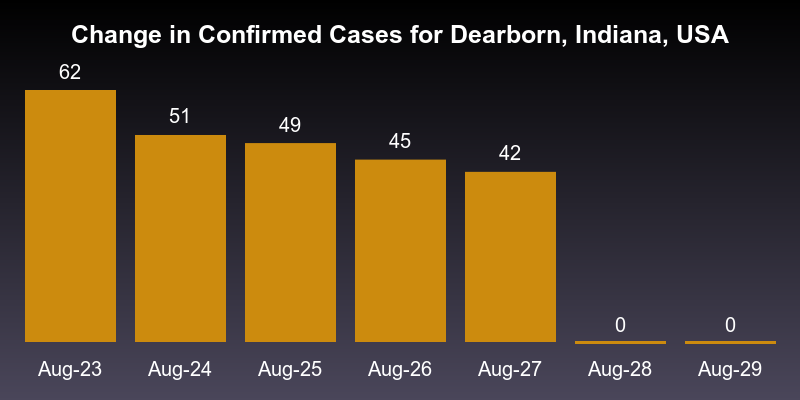 Change in Confirmed Cases for Dearborn, Indiana, USA
62
51
49
45
42
0
0
Aug-23
Aug-24
Aug-25
Aug-26
Aug-27
Aug-28
Aug-29